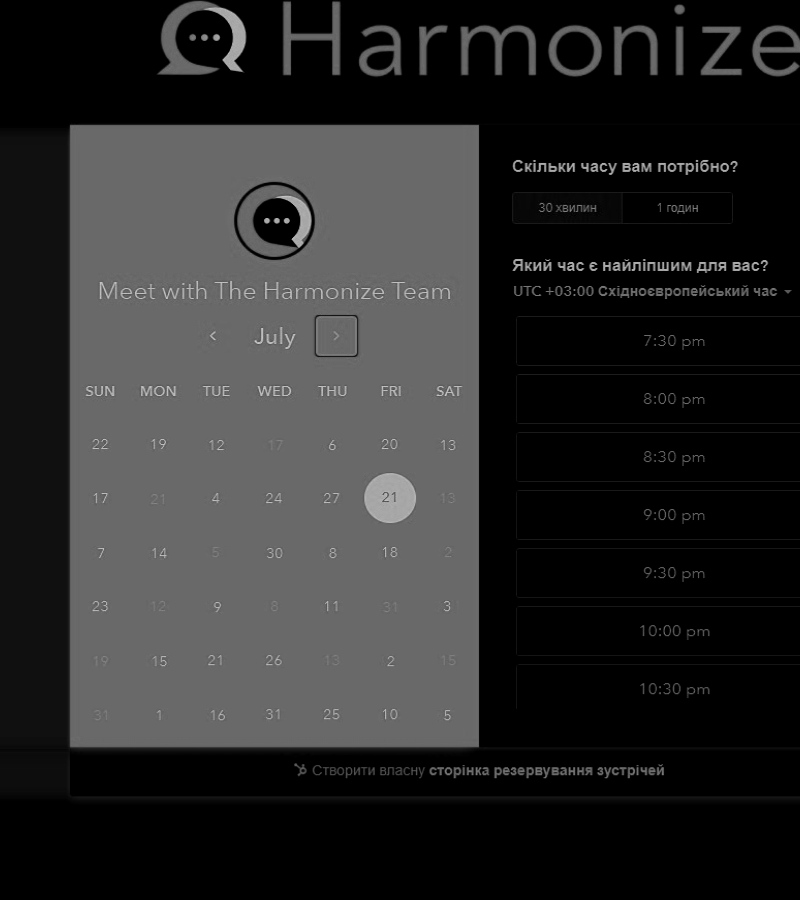 Harmonize
Meet with The Harmonize Team
July
SUN MON TUE WED THU FRI SAT
22 19 12 17 6 20 13
17 21 4 24 27 21 13
7 14 5 30 8 18 2
23 12 9 8 11 31 3
19 15 21 26 13 2 15
31 1 16 31 25 10 5
Скільки часу вам потрібно?
30 хвилин 1 годин
Який час є найліпшим для вас?
UTC +03:00 Східноєвропейський час
7:30 pm
8:00 pm
8:30 pm
9:00 pm
9:30 pm
10:00 pm
10:30 pm
Створити власну сторінка резервування зустрічей